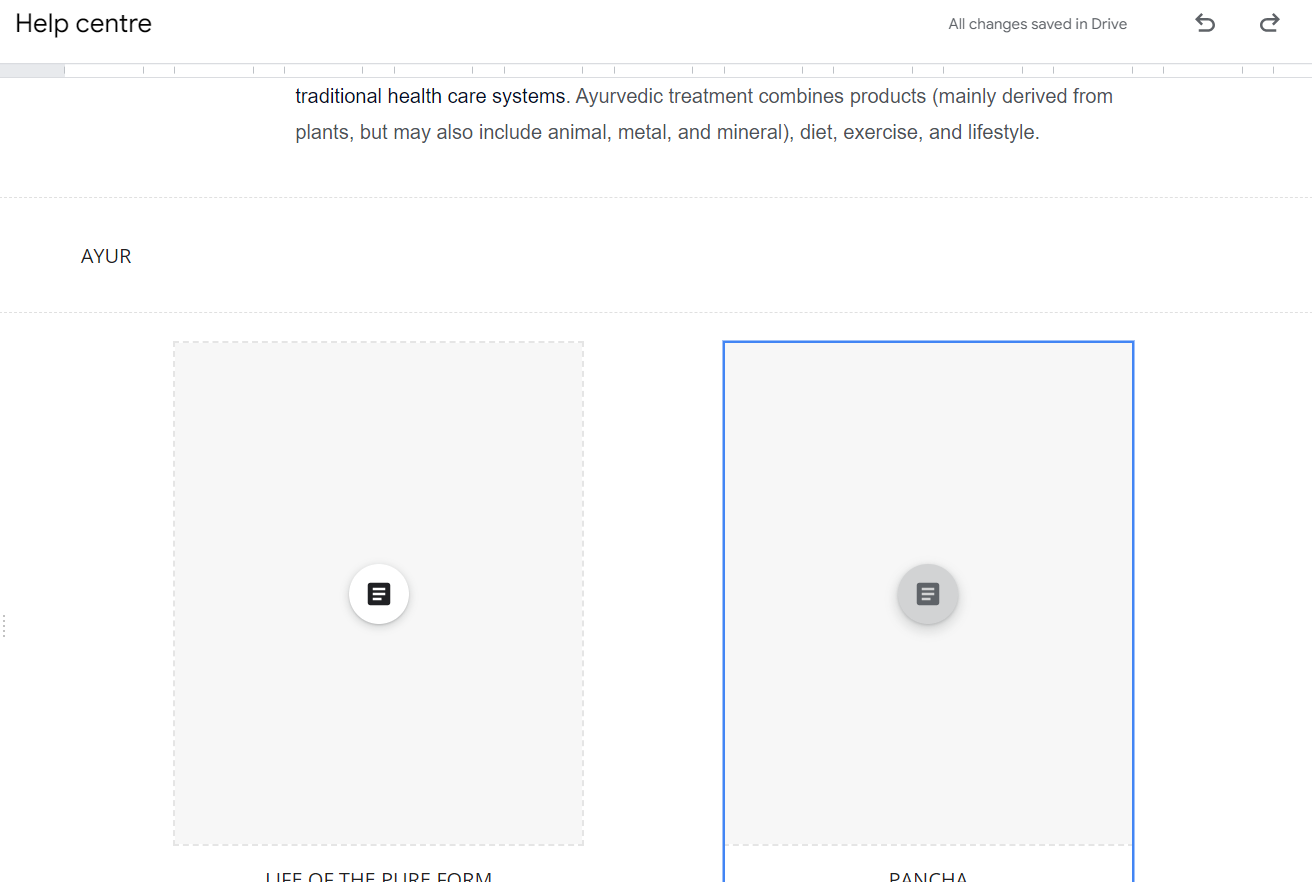 Help centre
All changes saved in Drive
traditional health care systems. Ayurvedic treatment combines products (mainly derived from
plants, but may also include animal, metal, and mineral), diet, exercise, and lifestyle.
AYUR
LIFE OF THE PURE FORM
PANCHA